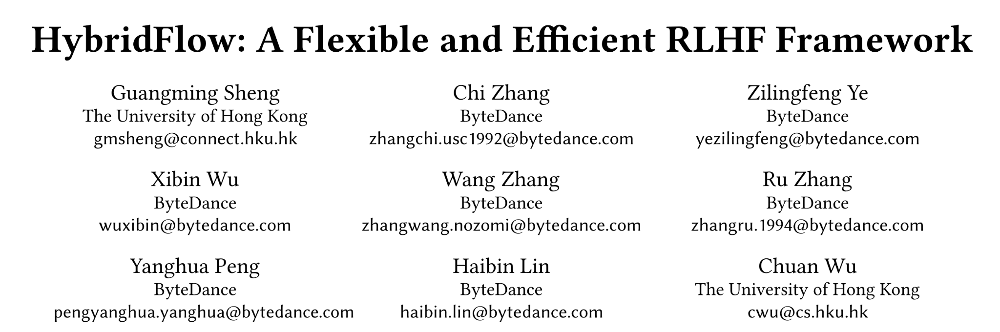 HybridFlow: A Flexible and Efficient RLHF Framework
Guangming Sheng
The University of Hong Kong
gmsheng@connect.hku.hk
Chi Zhang
ByteDance
zhangchi.usc1992@bytedance.com
Zilingfeng Ye
ByteDance
yezilingfeng@bytedance.com
Xibin Wu
ByteDance
wuxibin@bytedance.com
Wang Zhang
ByteDance
zhangwang.nozomi@bytedance.com
Ru Zhang
ByteDance
zhangru.1994@bytedance.com
Yanghua Peng
ByteDance
pengyanghua.yanghua@bytedance.com
Haibin Lin
ByteDance
haibin.lin@bytedance.com
Chuan Wu
The University of Hong Kong
cwu@cs.hku.hk